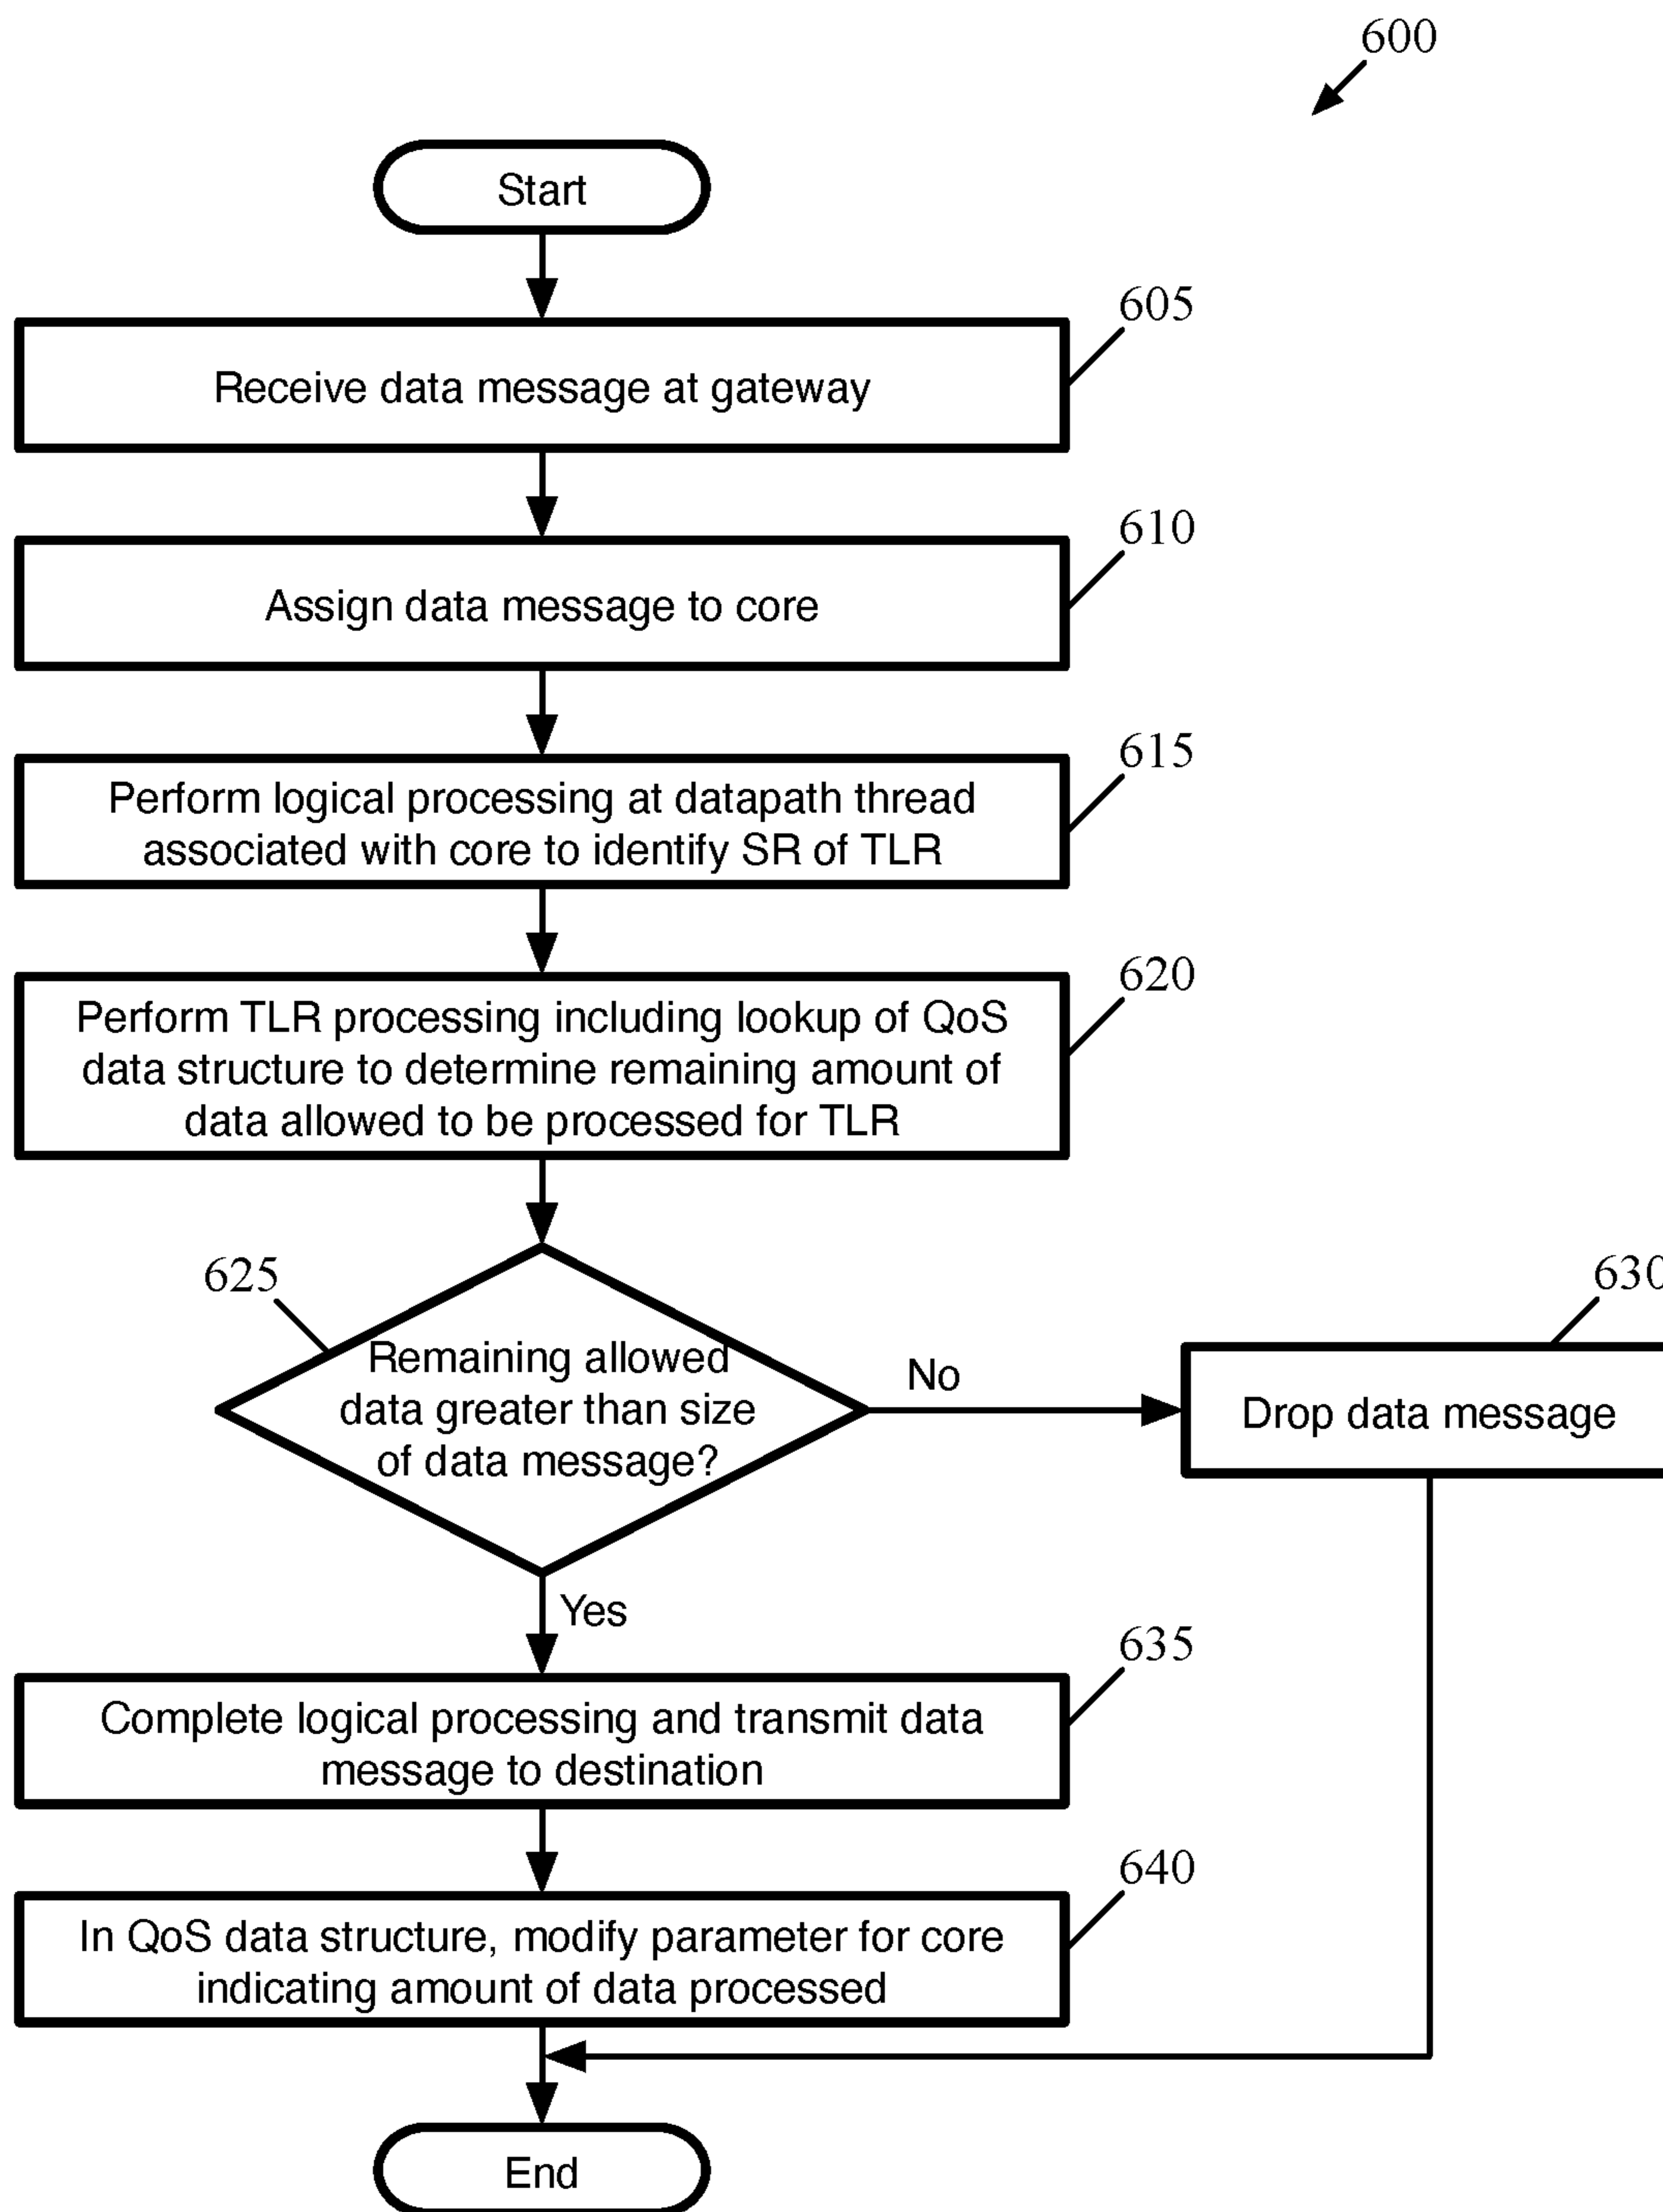 600
Start
605
Receive data message at gateway
610
Assign data message to core
615
Perform logical processing at datapath thread
associated with core to identify SR of TLR
620
Perform TLR processing including lookup of QoS
data structure to determine remaining amount of
data allowed to be processed for TLR
625
Remaining allowed
data greater than size
of data message?
No
630
Drop data message
Yes
635
Complete logical processing and transmit data
message to destination
640
In QoS data structure, modify parameter for core
indicating amount of data processed
End